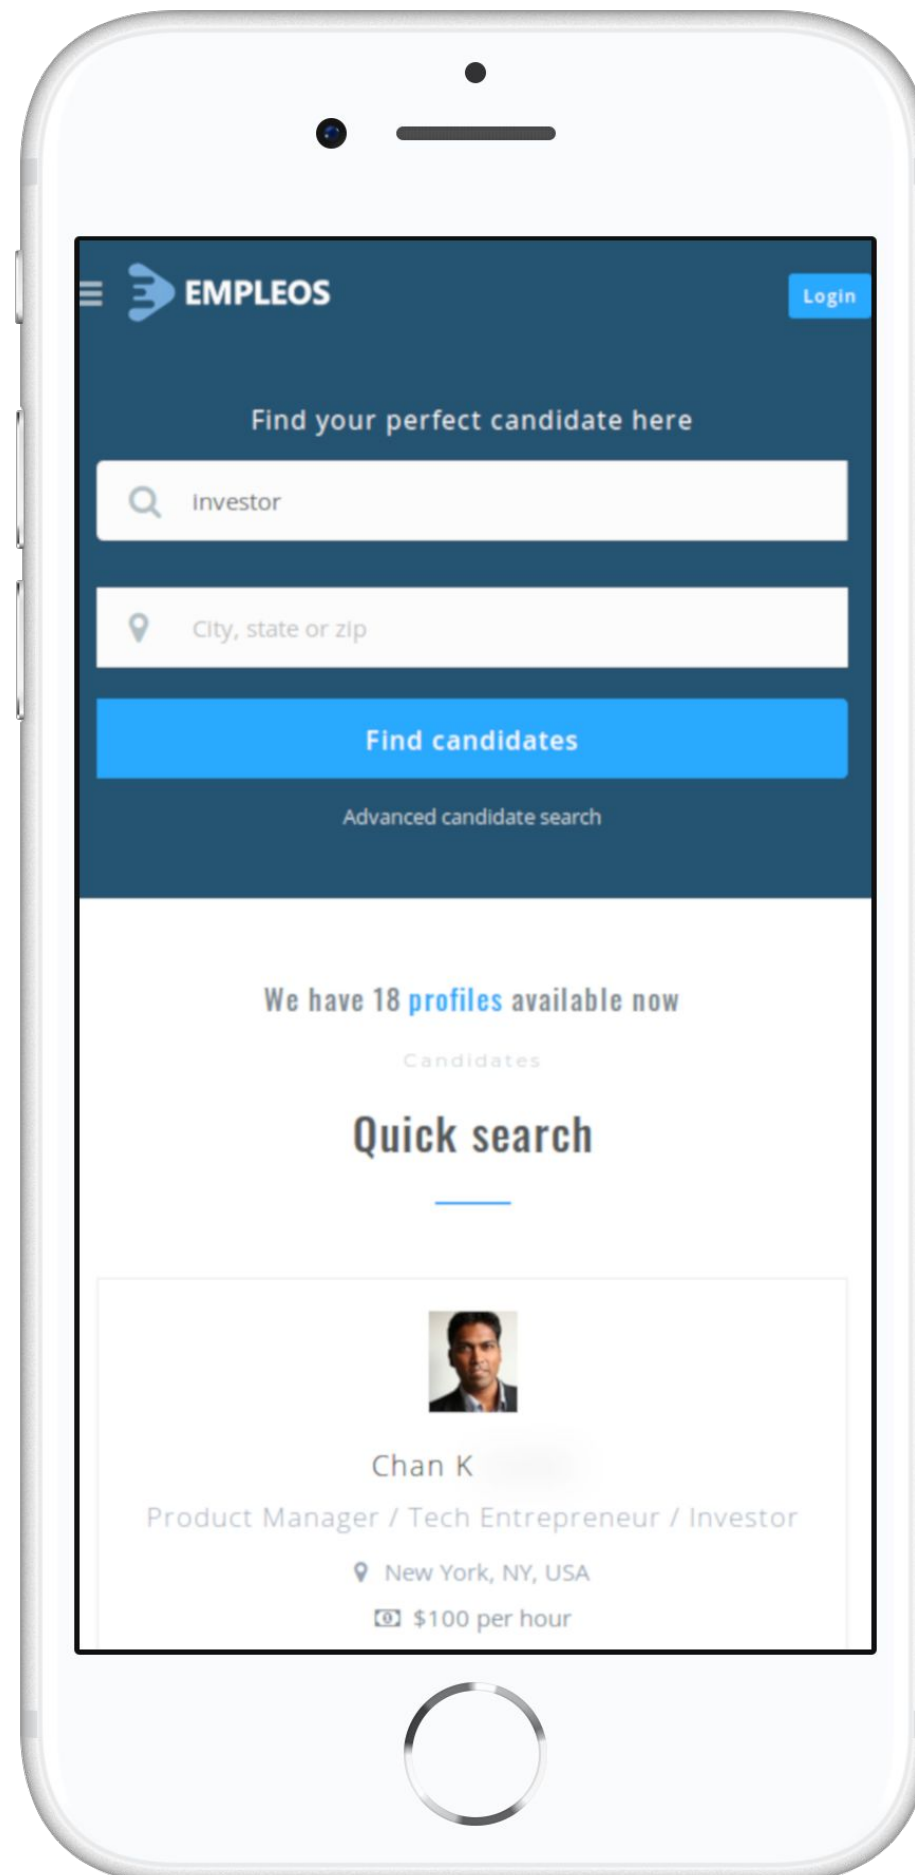 EMPLEOS
Login
Find your perfect candidate here
investor
City, state or zip
Find candidates
Advanced candidate search
We have 18 profiles available now
Candidates
Quick search
Chan K
Product Manager / Tech Entrepreneur / Investor
New York, NY, USA
$100 per hour